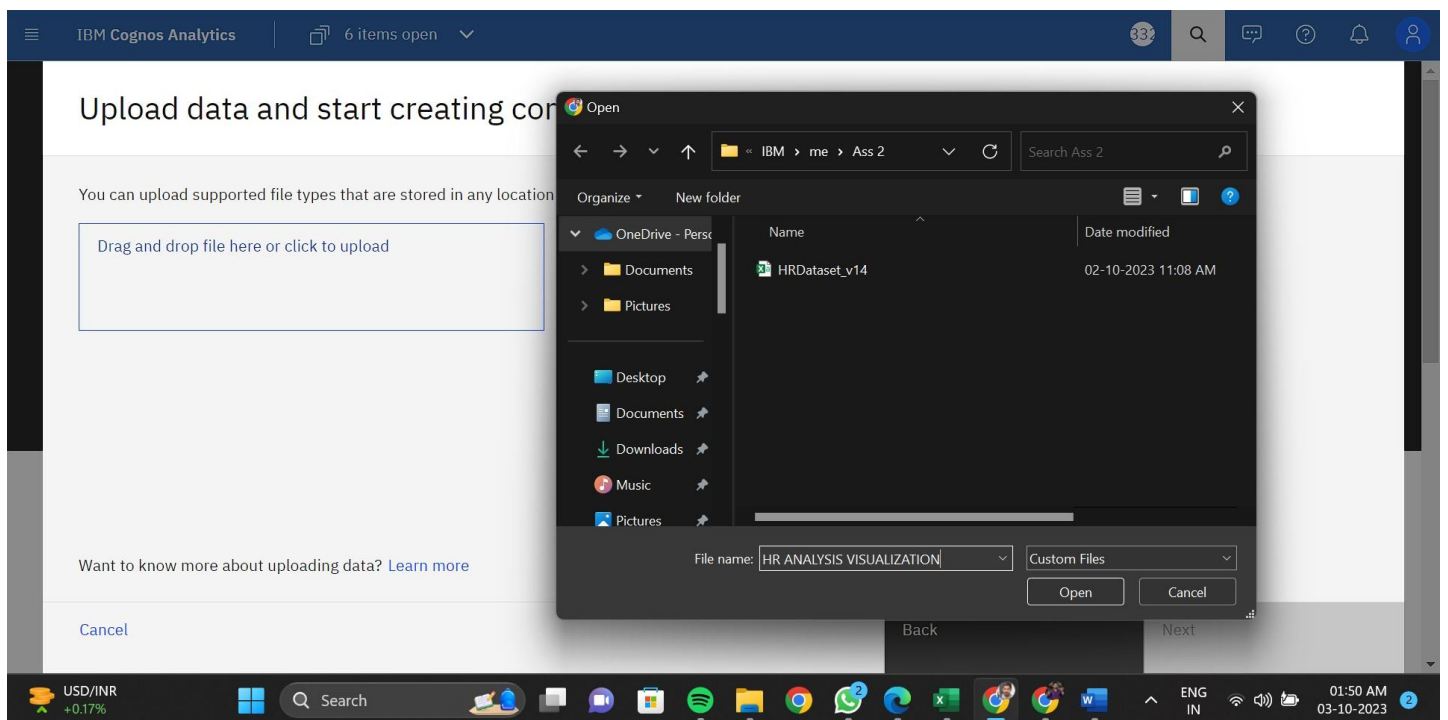 IBM Cognos Analytics
6 items open
Upload data and start creating con
You can upload supported file types that are stored in any location
Drag and drop file here or click to upload
Want to know more about uploading data? Learn more
Cancel
Back
Next
Open
« IBM › me › Ass 2
Search Ass 2
Organize
New folder
OneDrive - Perso
Documents
Pictures
Desktop
Documents
Downloads
Music
Pictures
Name
Date modified
HRDataset_v14
02-10-2023 11:08 AM
File name: HR ANALYSIS VISUALIZATION
Custom Files
Open
Cancel
USD/INR
+0.17%
Search
2
ENG
IN
01:50 AM
03-10-2023
2